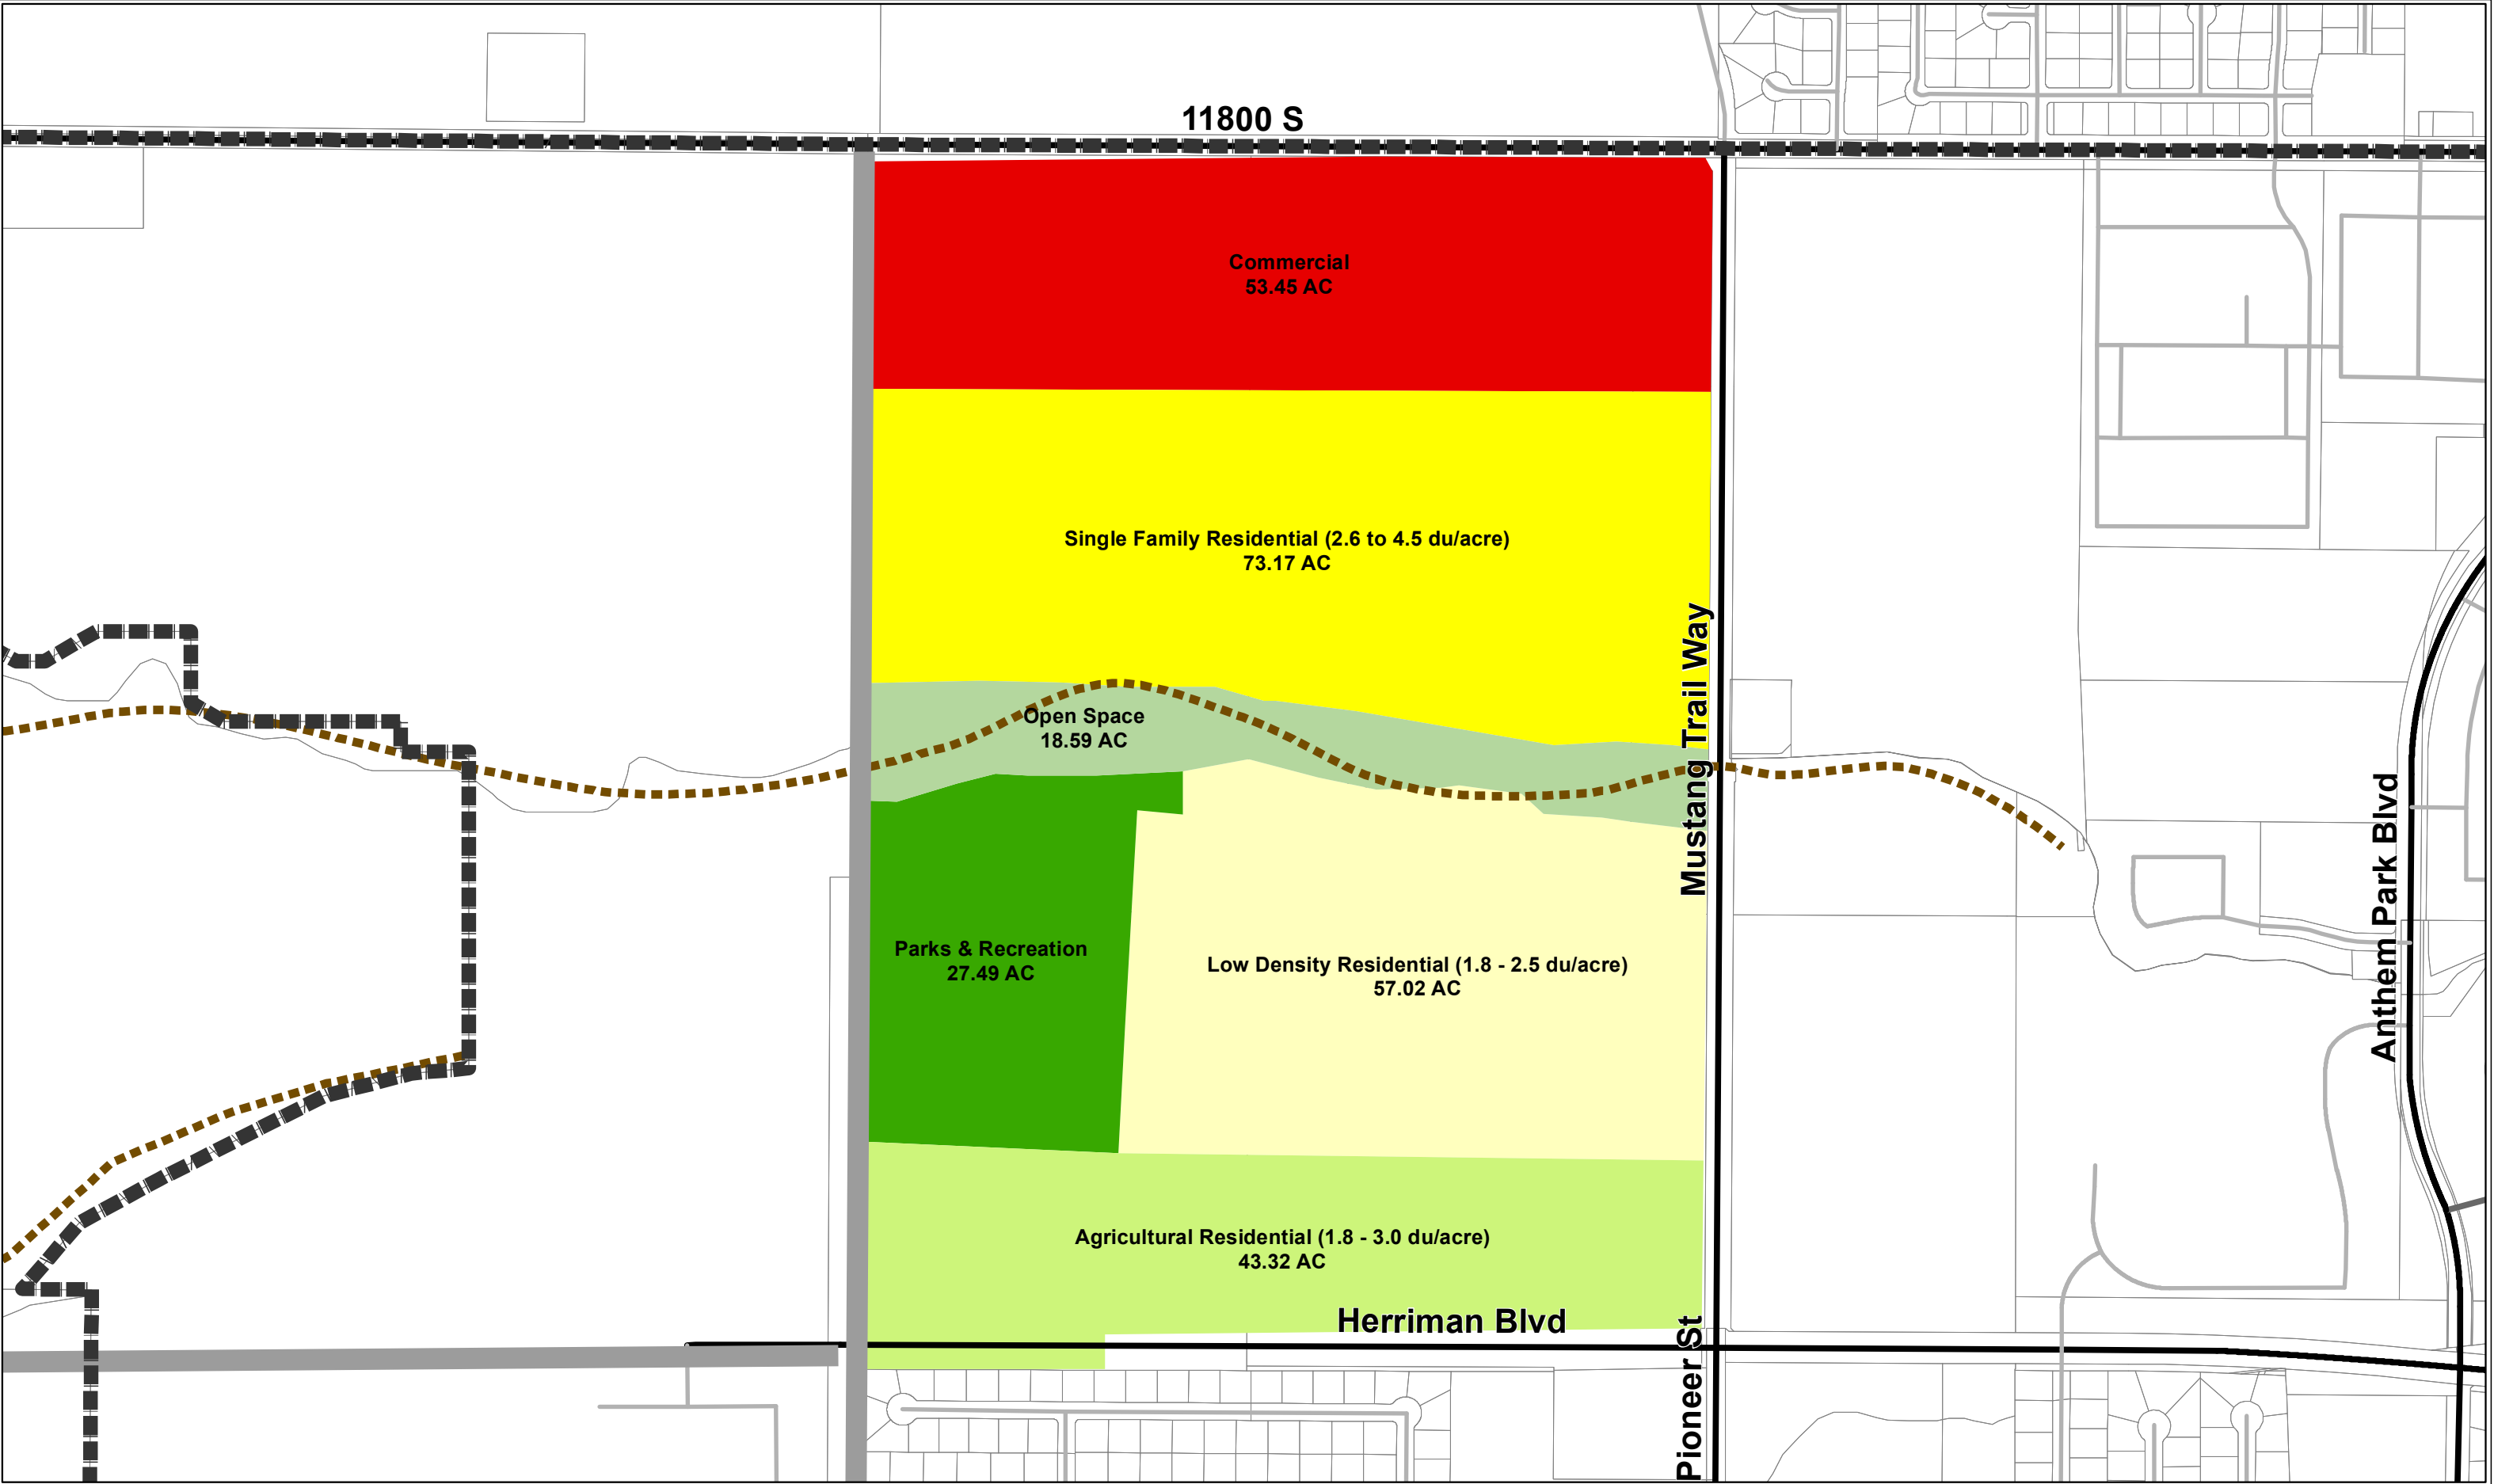 11800 S
Commercial
53.45 AC
Single Family Residential (2.6 to 4.5 du/acre)
73.17 AC
Mustang Trail Way
Open Space
18.59 AC
Anthem Park Blvd
Parks & Recreation
27.49 AC
Low Density Residential (1.8 - 2.5 du/acre)
57.02 AC
Agricultural Residential (1.8 - 3.0 du/acre)
43.32 AC
Herriman Blvd
Pioneer St